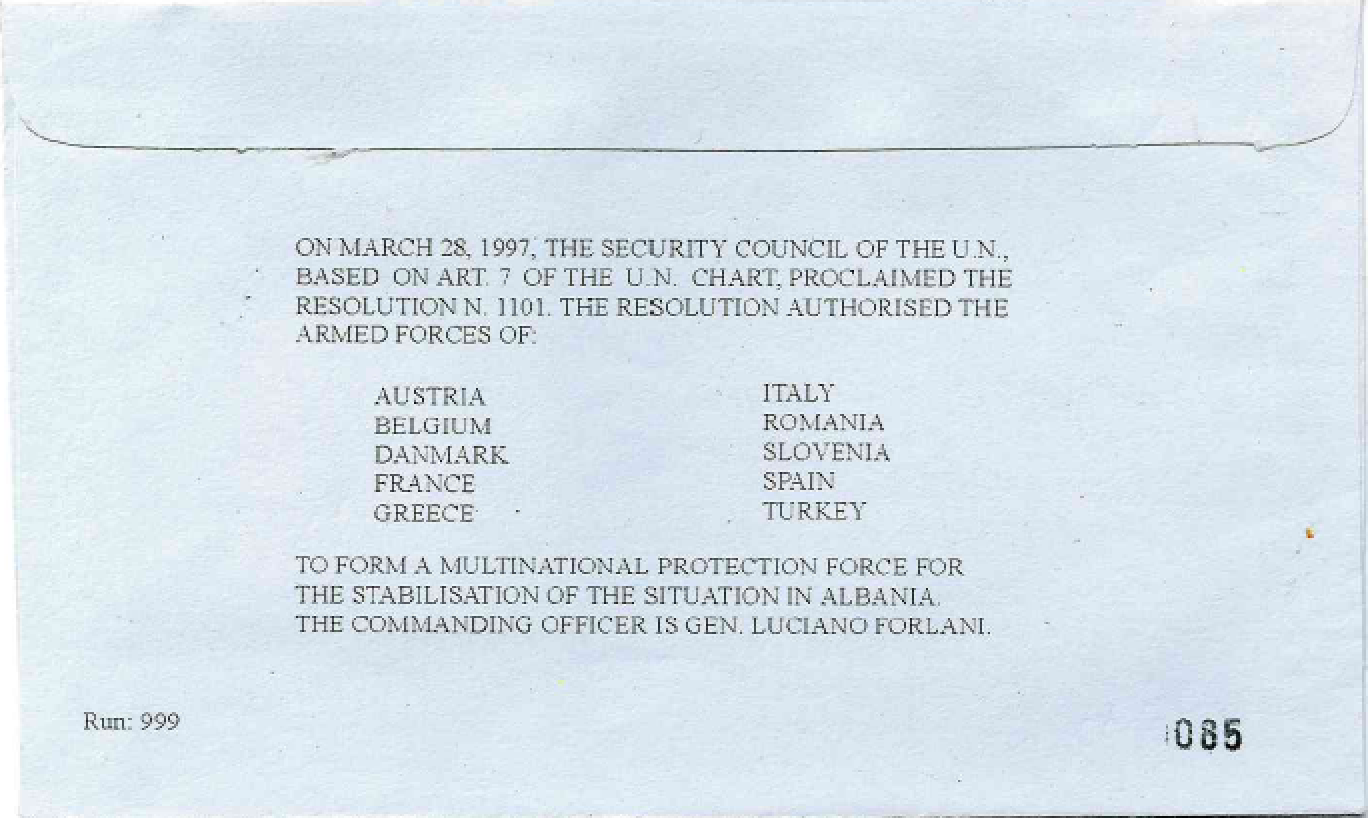 ON MARCH 28, 1997, THE SECURITY COUNCIL OF THE U.N.,
BASED ON ART. 7 OF THE U.N. CHART, PROCLAIMED THE
RESOLUTION N. 1101. THE RESOLUTION AUTHORISED THE
ARMED FORCES OF:
AUSTRIA
BELGIUM
DANMARK
FRANCE
GREECE
ITALY
ROMANIA
SLOVENIA
SPAIN
TURKEY
TO FORM A MULTINATIONAL PROTECTION FORCE FOR
THE STABILISATION OF THE SITUATION IN ALBANIA.
THE COMMANDING OFFICER IS GEN. LUCIANO FORLANI.
Run: 999
085